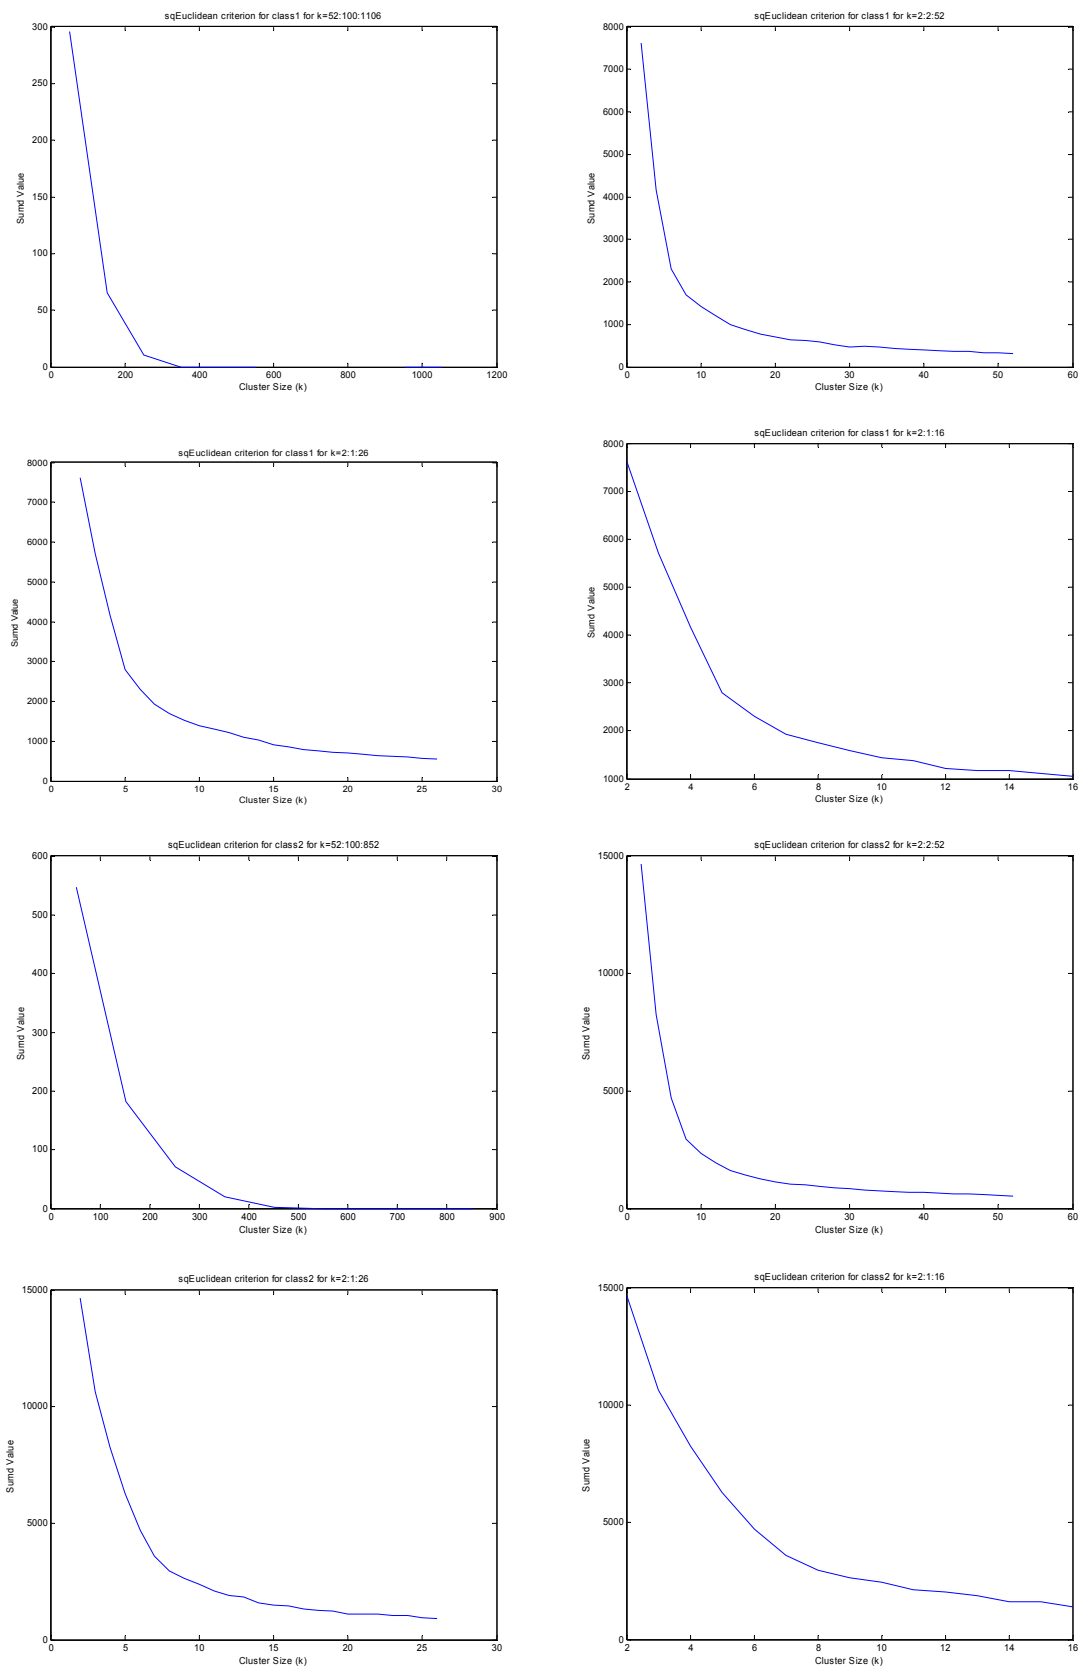 sqEuclidean criterion for class1 for k=52:100:1106
300
250
200
150
100
50
0
Sumd Value
0 200 400 600 800 1000 1200
Cluster Size (k)
sqEuclidean criterion for class1 for k=2:2:52
8000
7000
6000
5000
4000
3000
2000
1000
0
Sumd Value
0 10 20 30 40 50 60
Cluster Size (k)
sqEuclidean criterion for class1 for k=2:1:26
8000
7000
6000
5000
4000
3000
2000
1000
0
Sumd Value
0 5 10 15 20 25 30
Cluster Size (k)
sqEuclidean criterion for class1 for k=2:1:16
8000
7000
6000
5000
4000
3000
2000
1000
Sumd Value
2 4 6 8 10 12 14 16
Cluster Size (k)
sqEuclidean criterion for class2 for k=52:100:852
600
500
400
300
200
100
0
Sumd Value
0 100 200 300 400 500 600 700 800 900
Cluster Size (k)
sqEuclidean criterion for class2 for k=2:2:52
15000
10000
5000
0
Sumd Value
0 10 20 30 40 50 60
Cluster Size (k)
sqEuclidean criterion for class2 for k=2:1:26
15000
10000
5000
0
Sumd Value
0 5 10 15 20 25 30
Cluster Size (k)
sqEuclidean criterion for class2 for k=2:1:16
15000
10000
5000
0
Sumd Value
2 4 6 8 10 12 14 16
Cluster Size (k)